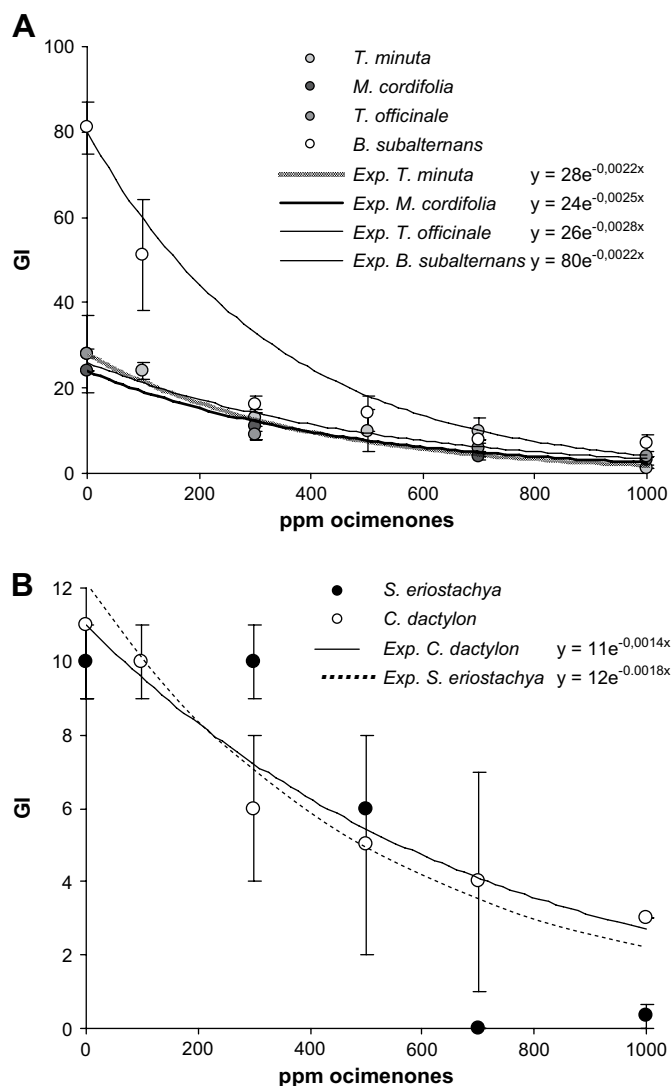 A
100
80
60
40
20
0
GI
T. minuta
M. cordifolia
T. officinale
B. subalternans
Exp. T. minuta y = 28e^-0,0022x
Exp. M. cordifolia y = 24e^-0,0025x
Exp. T. officinale y = 26e^-0,0028x
Exp. B. subalternans y = 80e^-0,0022x
0 200 400 600 800 1000
ppm ocimenones
B
12
10
8
6
4
2
0
GI
S. eriostachya
C. dactylon
Exp. C. dactylon y = 11e^-0,0014x
Exp. S. eriostachya y = 12e^-0.0018x
0 200 400 600 800 1000
ppm ocimenones